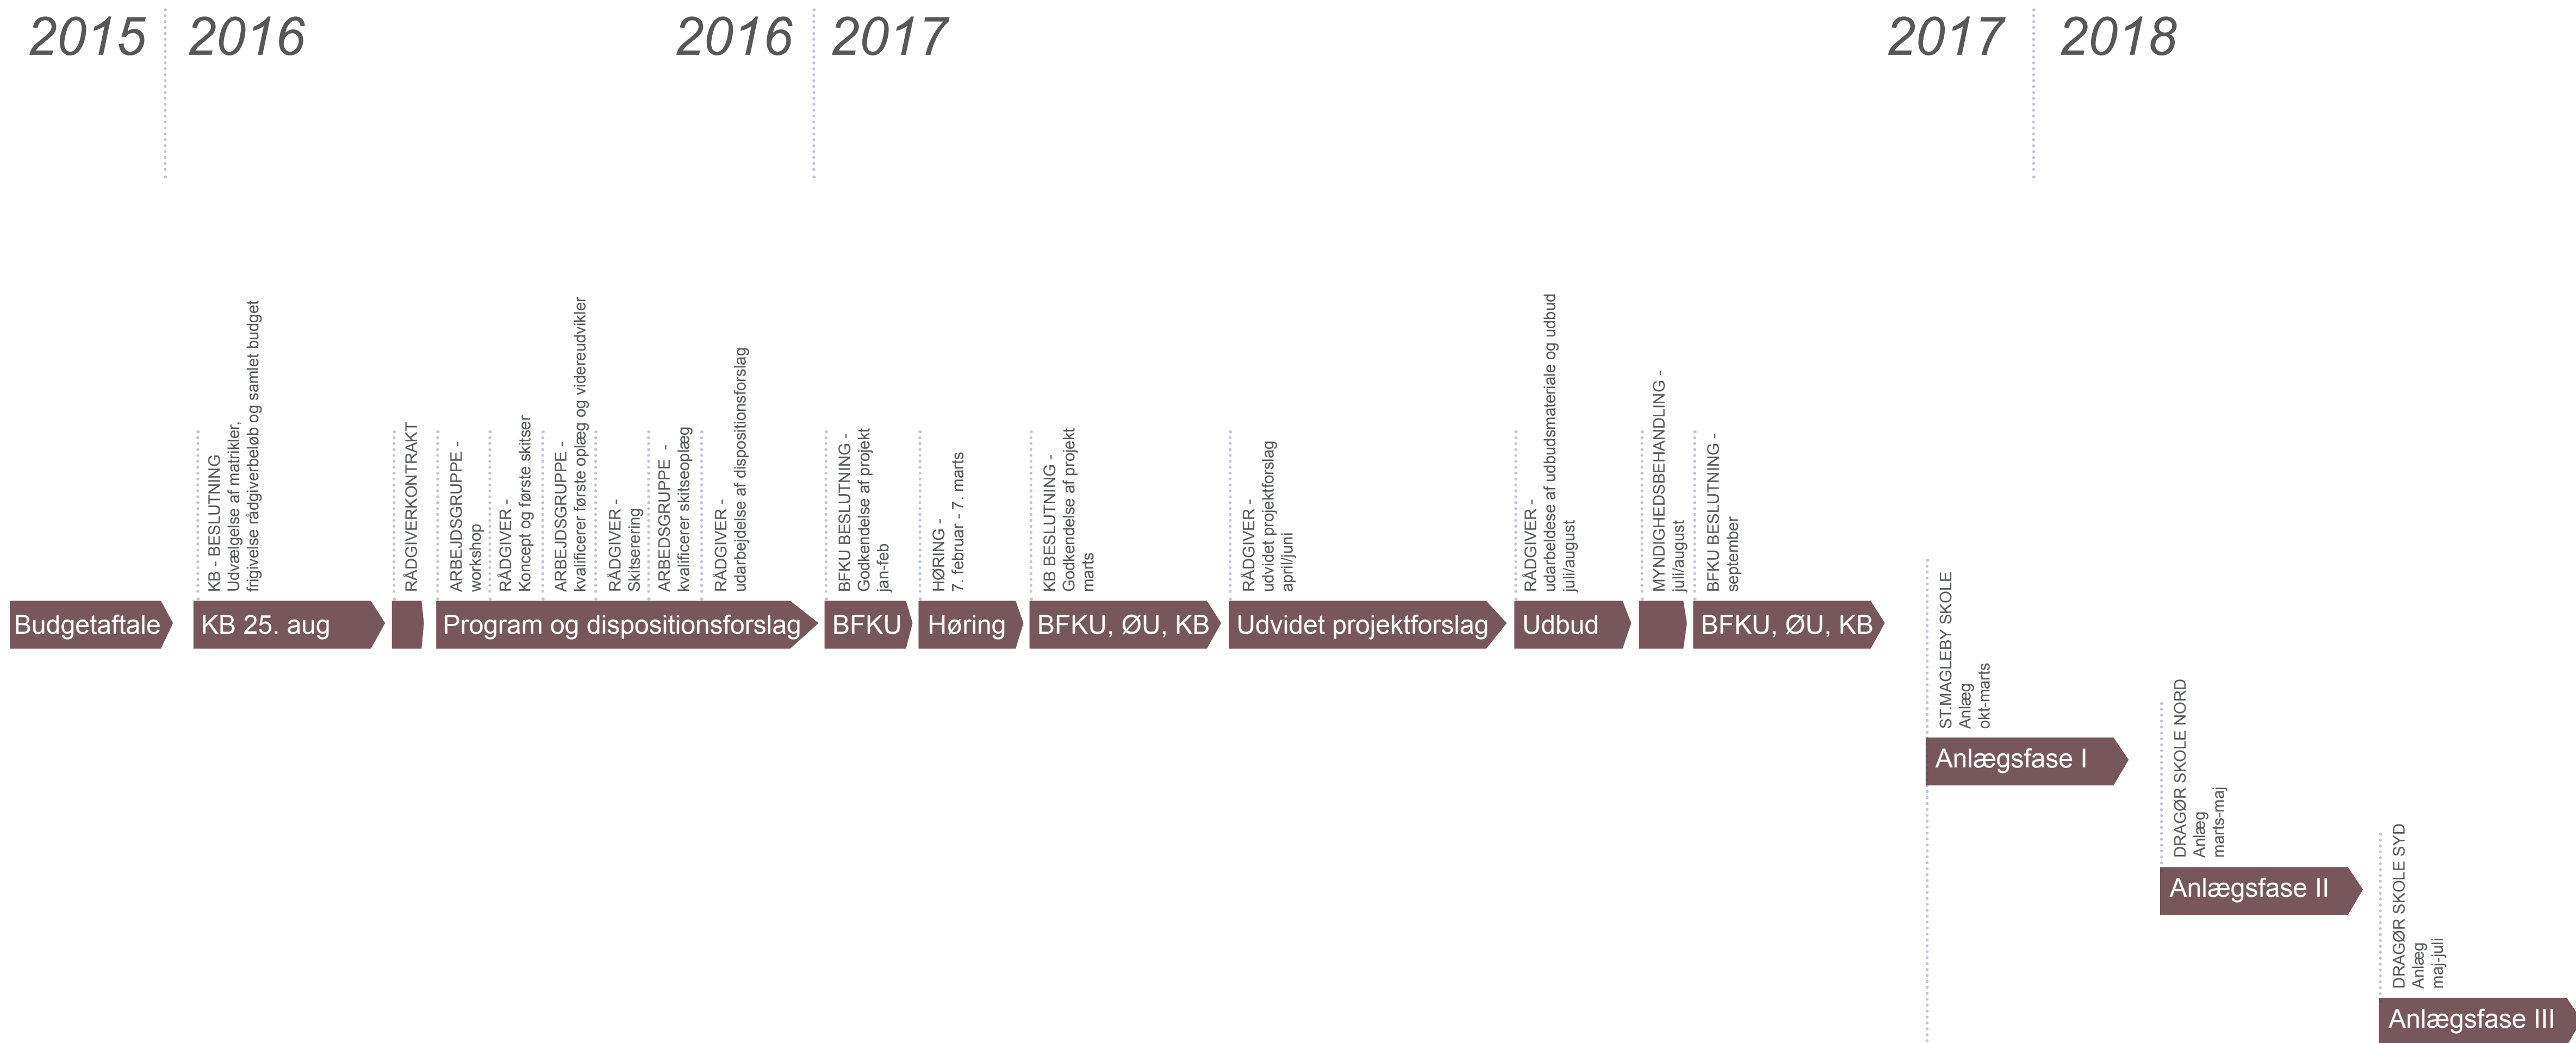 2015
2016
2016
2017
2017
2018
KB - BESLUTNING
Udvælgelse af matrikler,
frigivelse rådgiverbeløb og samlet budget
RÅDGIVERKONTRAKT
ARBEJDSGRUPPE -
workshop
RÅDGIVER -
Koncept og første skitser
ARBEJDSGRUPPE -
kvalificerer første oplæg og videreudvikler
RÅDGIVER -
Skitserering
ARBEDSGRUPPE -
kvalificerer skitseoplæg
RÅDGIVER -
udarbejdelse af dispositionsforslag
BFKU BESLUTNING -
Godkendelse af projekt
jan-feb
HØRING -
7. februar - 7. marts
KB BESLUTNING -
Godkendelse af projekt
marts
RÅDGIVER -
udvidet projektforslag
april/juni
RÅDGIVER -
udarbeldese af udbudsmateriale og udbud
juli/august
MYNDIGHEDSBEHANDLING -
juli/august
BFKU BESLUTNING -
september
Budgetaftale
KB 25. aug
Program og dispositionsforslag
BFKU
Høring
BFKU, ØU, KB
Udvidet projektforslag
Udbud
BFKU, ØU, KB
ST.MAGLEBY SKOLE
Anlæg
okt-marts
Anlægsfase I
DRAGØR SKOLE NORD
Anlæg
marts-maj
Anlægsfase II
DRAGØR SKOLE SYD
Anlæg
maj-juli
Anlægsfase III